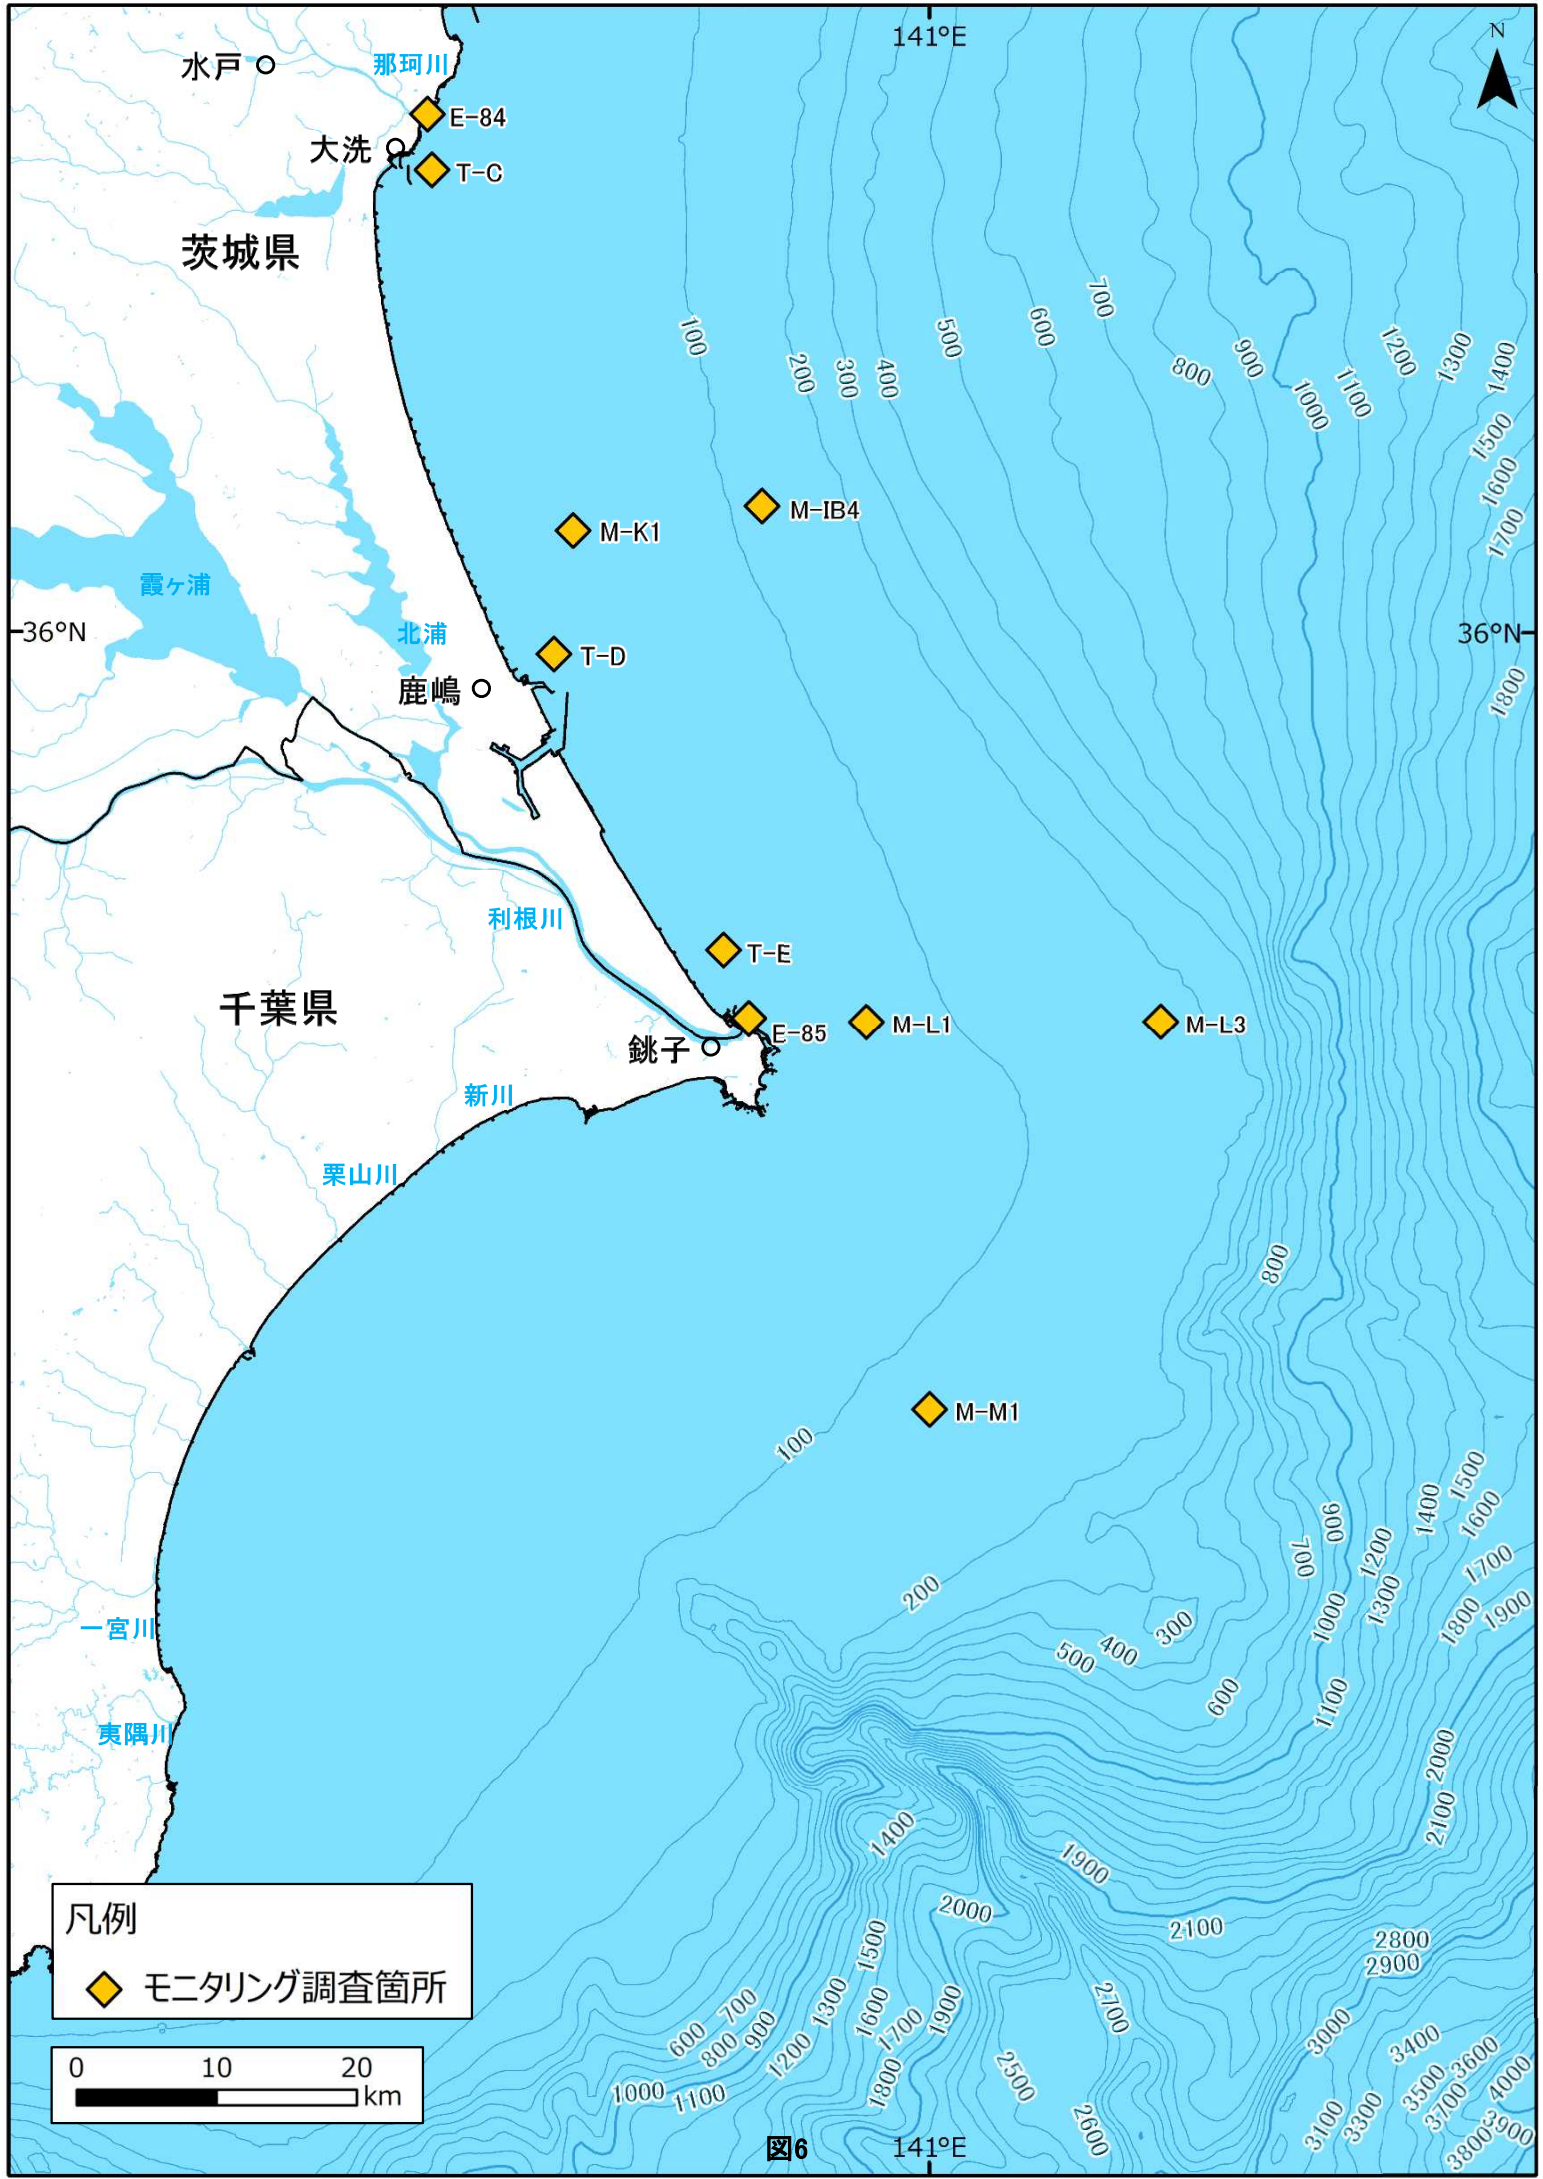 141°E
N
水戸
那珂川
E-84
大洗
T-C
茨城県
100
200
300
400
500
600
700
800
900
1000
1100
1200
1300
1400
1500
1600
1700
1800
M-IB4
M-K1
霞ヶ浦
北浦
36°N
36°N
T-D
鹿嶋
利根川
T-E
千葉県
E-85
M-L1
M-L3
銚子
新川
栗山川
800
M-M1
100
200
300
400
500
600
700
900
1000
1100
1200
1300
1400
1500
1600
1700
1800
1900
2000
2100
一宮川
夷隅川
1400
1900
2000
2100
2800
2900
凡例
モニタリング調査箇所
600
700
800
900
1000
1100
1200
1300
1500
1600
1700
1800
1900
2500
2600
2700
3000
3100
3300
3400
3500
3600
3700
3800
3900
4000
0 10 20
km
図6
141°E